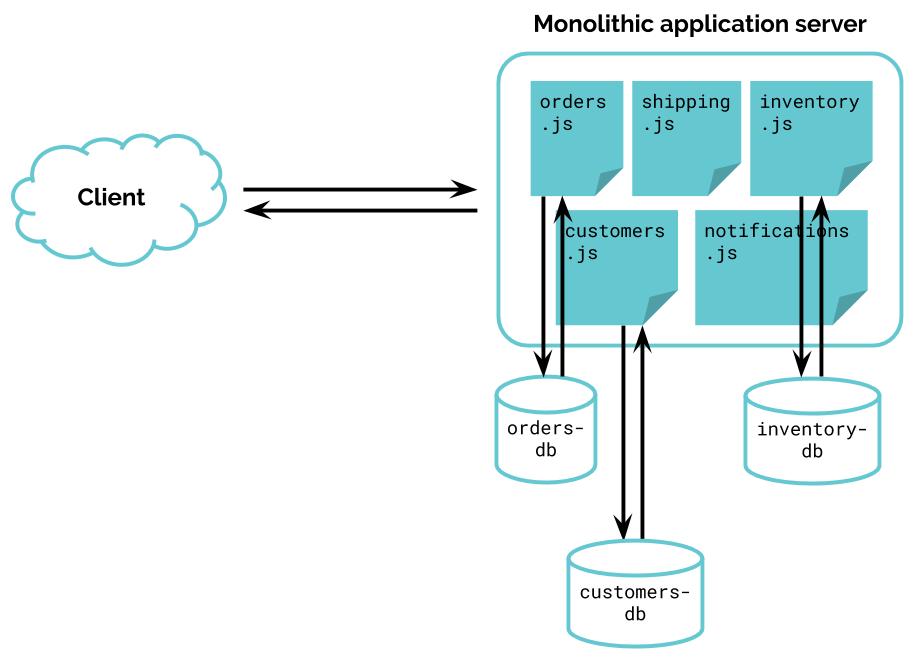 Monolithic application server
orders
.js
shipping
.js
inventory
.js
Client
customers
.js
notifications
.js
orders-
db
inventory-
db
customers-
db